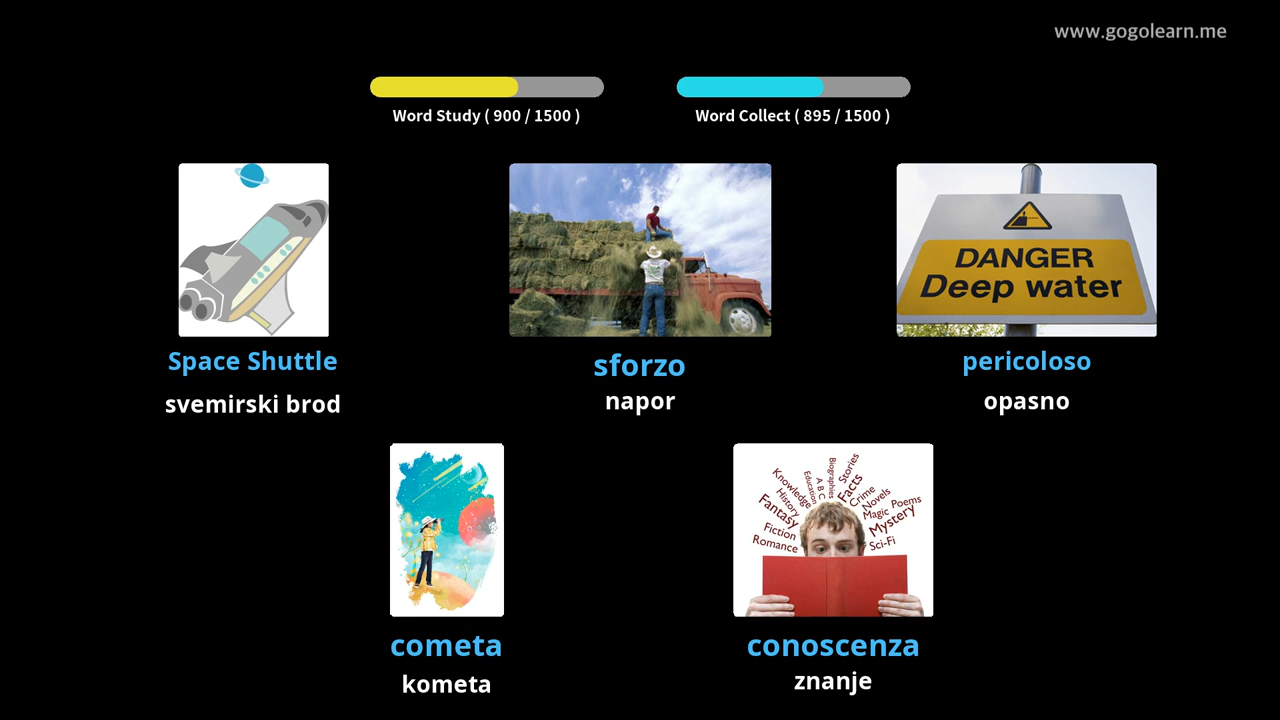 www.gogolearn.me
Word Study ( 900 / 1500 )
Word Collect ( 895 / 1500 )
DANGER
Deep water
Space Shuttle
svemirski brod
sforzo
napor
pericoloso
opasno
Stories
Biographies
Facts
A B C
Education
Knowledge
Crime
Novels
History
Magic
Poems
Fantasy
Mystery
Fiction
Romance
Sci-Fi
cometa
kometa
conoscenza
znanje